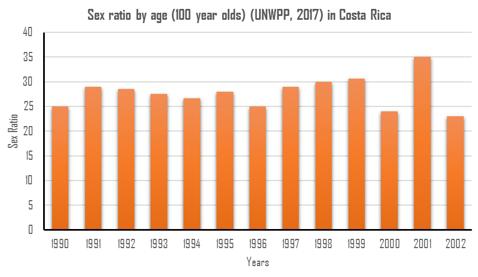 Sex ratio by age (100 year olds) (UNWPP, 2017) in Costa Rica
40
35
30
25
20
15
10
5
0
Sex Ratio
1990 1991 1992 1993 1994 1995 1996 1997 1998 1999 2000 2001 2002
Years